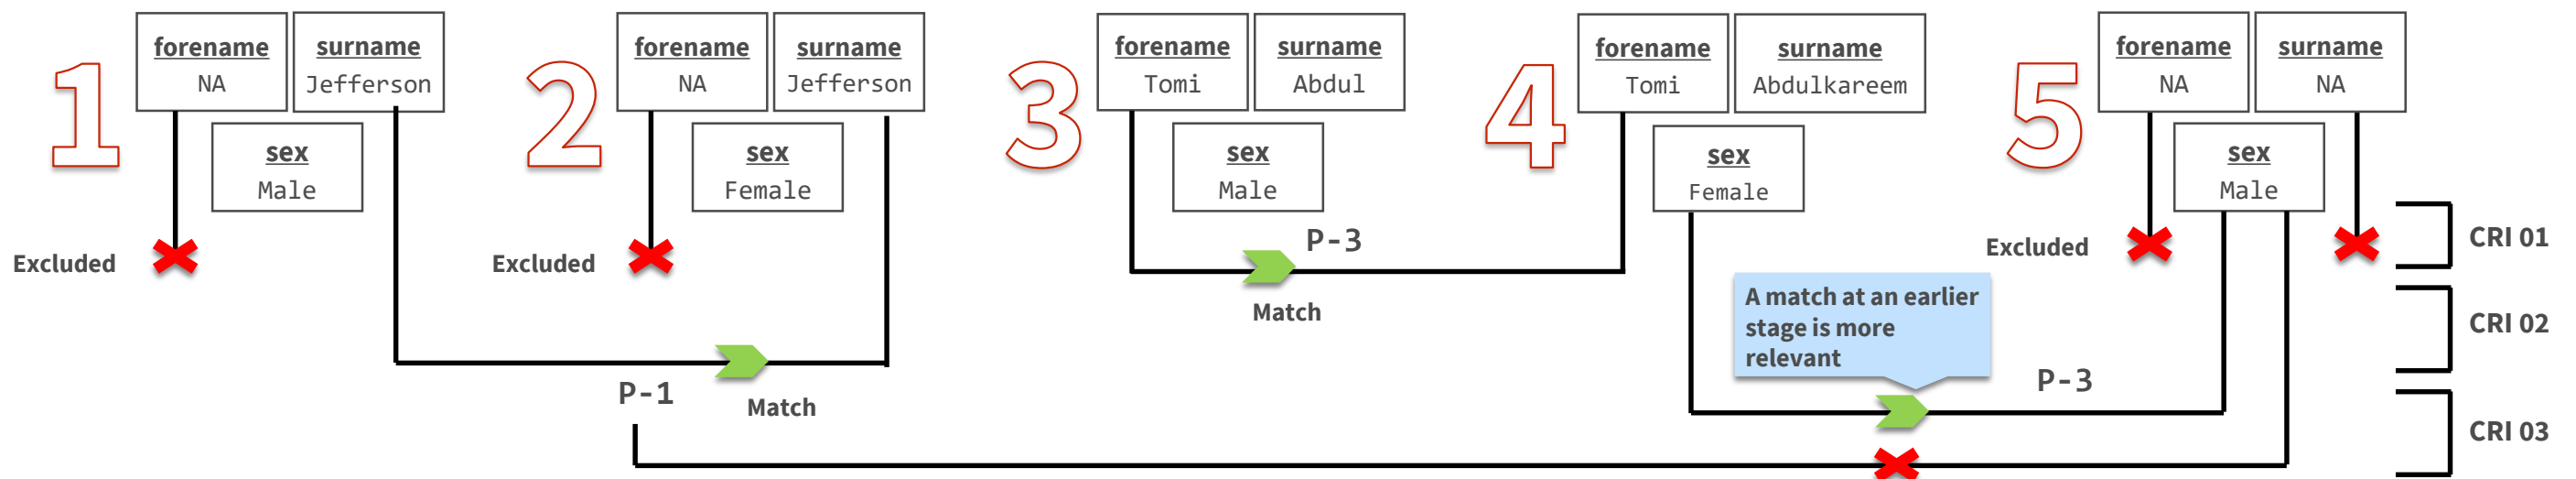 1
forename
NA
surname
Jefferson
sex
Male
Excluded
2
forename
NA
surname
Jefferson
sex
Female
Excluded
P-1
Match
3
forename
Tomi
surname
Abdul
sex
Male
P-3
Match
4
forename
Tomi
surname
Abdulkareem
sex
Female
A match at an earlier
stage is more
relevant
P-3
5
forename
NA
surname
NA
sex
Male
Excluded
CRI 01
CRI 02
CRI 03